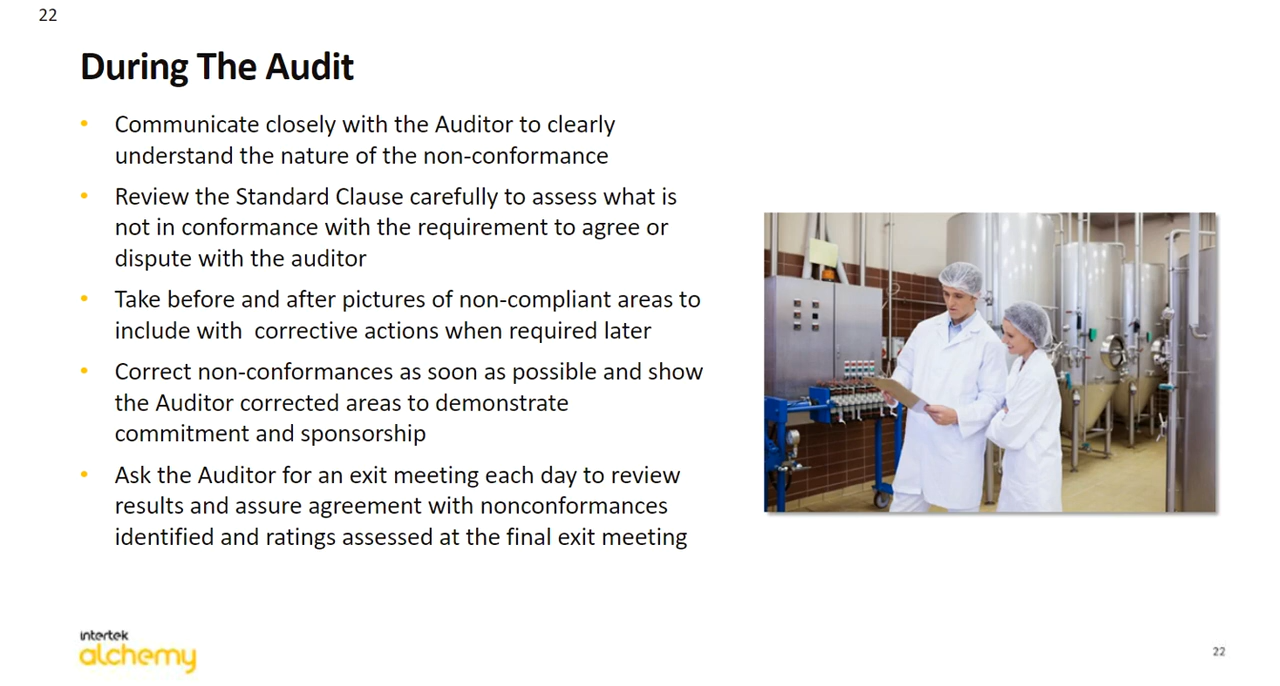 22
During The Audit
• Communicate closely with the Auditor to clearly
understand the nature of the non-conformance
• Review the Standard Clause carefully to assess what is
not in conformance with the requirement to agree or
dispute with the auditor
• Take before and after pictures of non-compliant areas to
include with  corrective actions when required later
• Correct non-conformances as soon as possible and show
the Auditor corrected areas to demonstrate
commitment and sponsorship
• Ask the Auditor for an exit meeting each day to review
results and assure agreement with nonconformances
identified and ratings assessed at the final exit meeting
intertek
alchemy
22